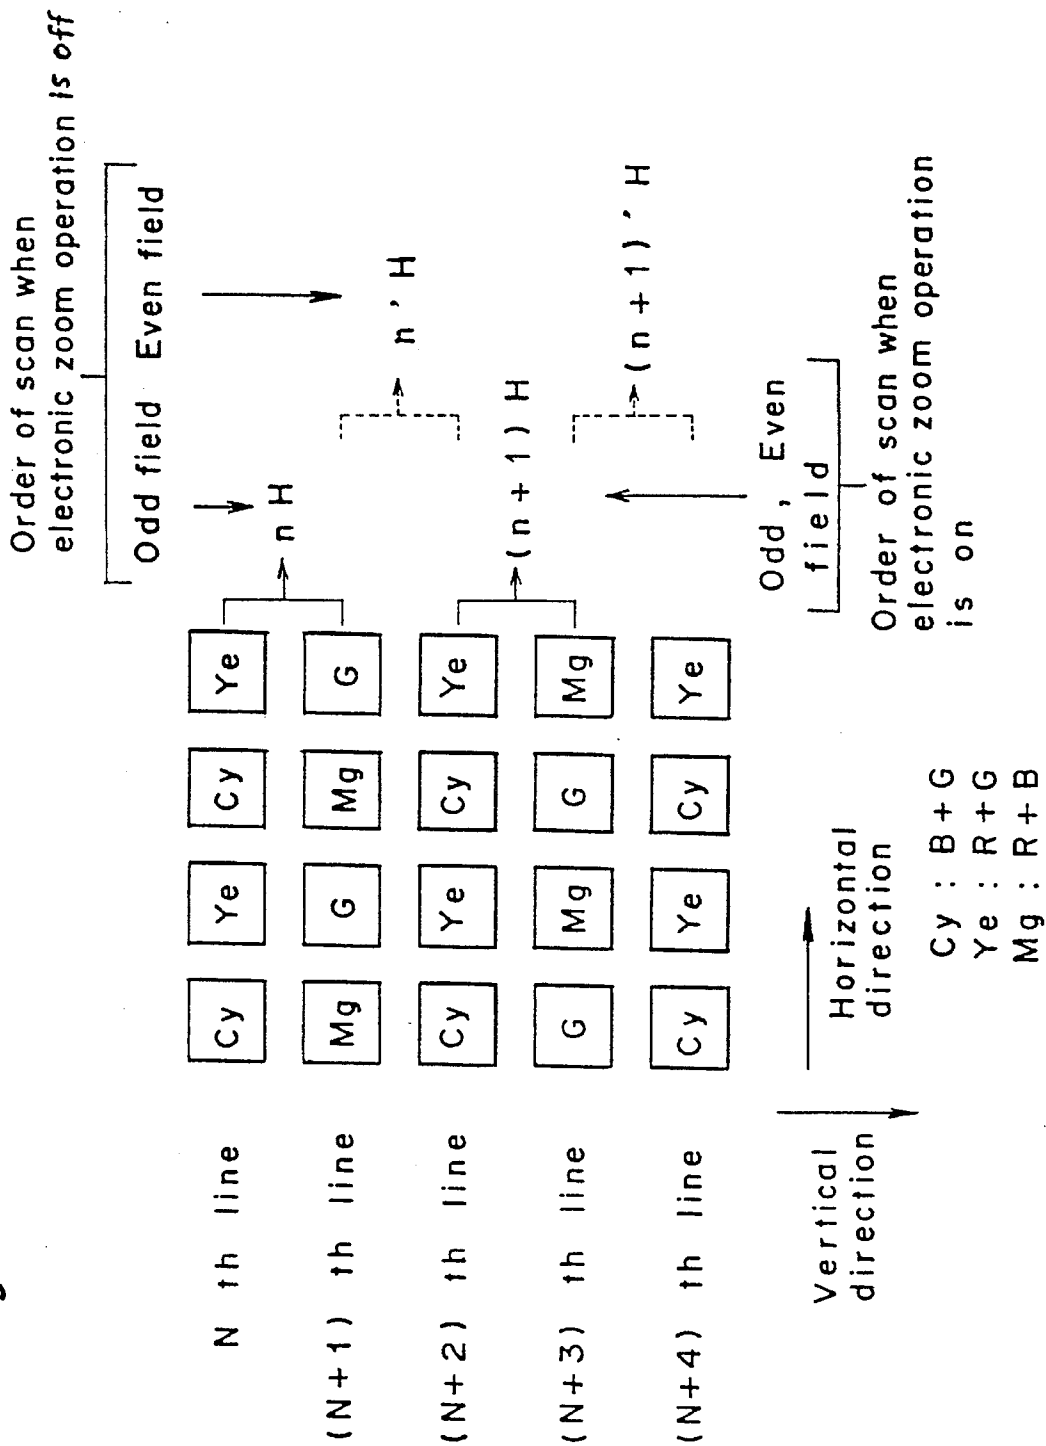 Order of scan when
electronic zoom operation is off
Odd field Even field
N th line Cy Ye Cy Ye
n H
(N+1) th line Mg G Mg G
n' H
(N+2) th line Cy Ye Cy Ye
(n+1) H
(N+3) th line G Mg G Mg
(n+1)' H
(N+4) th line Cy Ye Cy Ye
Odd, Even
field
Order of scan when
electronic zoom operation
is on
Vertical
direction
Horizontal
direction
Cy : B+G
Ye : R+G
Mg : R+B